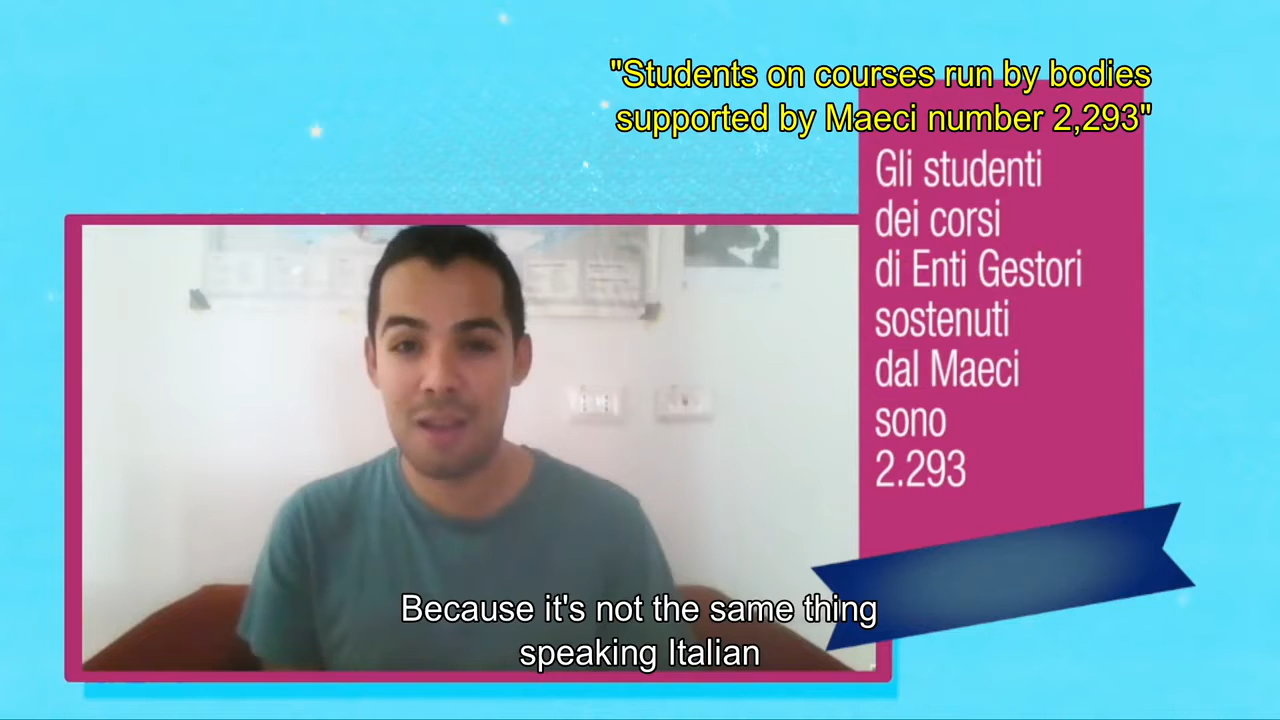 "Students on courses run by bodies
supported by Maeci number 2,293"
Gli studenti
dei corsi
di Enti Gestori
sostenuti
dal Maeci
sono
2.293
Because it's not the same thing
speaking Italian